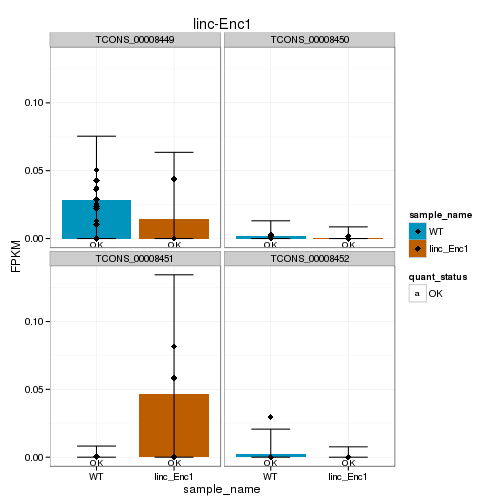 linc-Enc1
TCONS_00008449 TCONS_00008450
0.10
0.05
0.00
OK OK OK OK
TCONS_00008451 TCONS_00008452
0.10
0.05
0.00
OK OK OK OK
WT linc_Enc1 WT linc_Enc1
sample_name
FPKM
sample_name
WT
linc_Enc1
quant_status
a OK